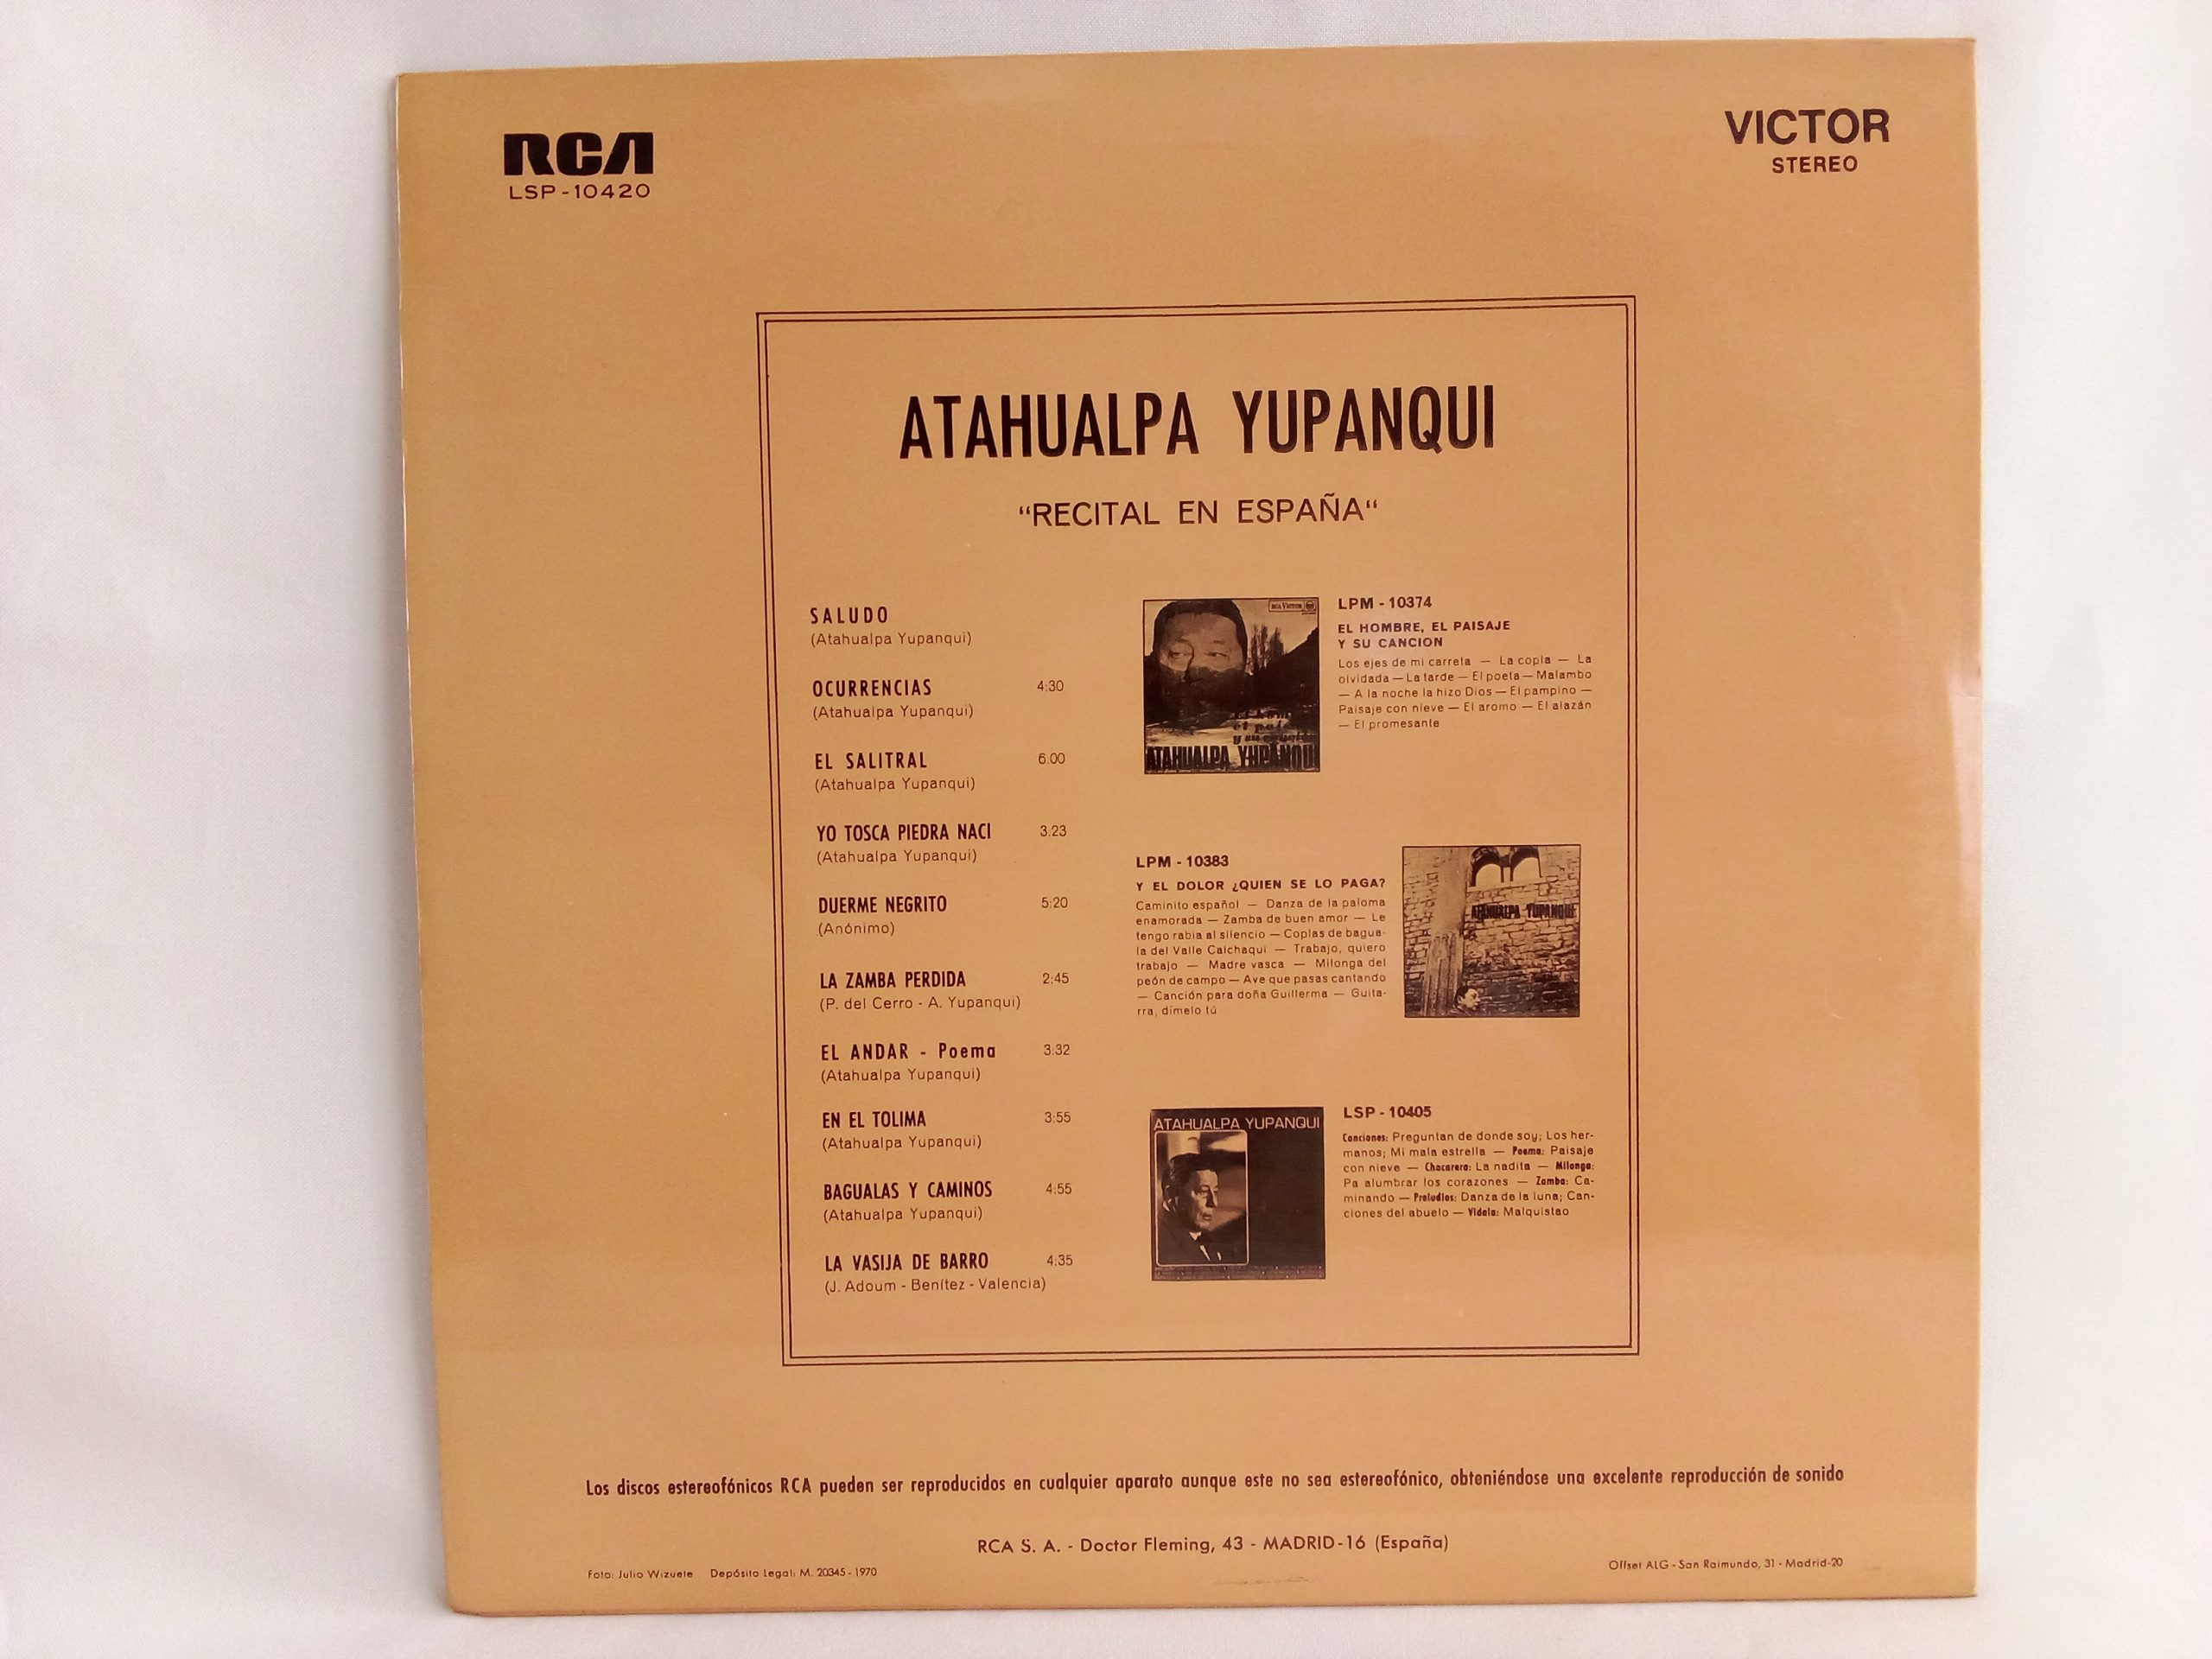 RCA
LSP-10420
VICTOR
STEREO
ATAHUALPA YUPANQUI
“RECITAL EN ESPAÑA“
SALUDO
(Atahualpa Yupanqui)
OCURRENCIAS 4:30
(Atahualpa Yupanqui)
EL SALITRAL 6:00
(Atahualpa Yupanqui)
YO TOSCA PIEDRA NACI 3:23
(Atahualpa Yupanqui)
DUERME NEGRITO 5:20
(Anónimo)
LA ZAMBA PERDIDA 2:45
(P. del Cerro - A. Yupanqui)
EL ANDAR - Poema 3:32
(Atahualpa Yupanqui)
EN EL TOLIMA 3:55
(Atahualpa Yupanqui)
BAGUALAS Y CAMINOS 4:55
(Atahualpa Yupanqui)
LA VASIJA DE BARRO 4:35
(J. Adoum - Benítez - Valencia)
RCA VICTOR
ATAHUALPA YUPANQUI
LPM - 10374
EL HOMBRE, EL PAISAJE
Y SU CANCION
Los ejes de mi carreta — La copla — La
olvidada — La tarde — El poeta — Malambo
— A la noche la hizo Dios — El pampino —
Paisaje con nieve — El aromo — El alazán
— El promesante
LPM - 10383
Y EL DOLOR ¿QUIEN SE LO PAGA?
Caminito español — Danza de la paloma
enamorada — Zamba de buen amor — Le
tengo rabia al silencio — Coplas de bagua-
la del Valle Calchaqui — Trabajo, quiero
trabajo — Madre vasca — Milonga del
peón de campo — Ave que pasas cantando
— Canción para doña Guillerma — Guita-
rra, dímelo tú
ATAHUALPA YUPANQUI
ATAHUALPA YUPANQUI
LSP - 10405
Canciones: Preguntan de donde soy; Los her-
manos; Mi mala estrella — Poema: Paisaje
con nieve — Chacarera: La nadita — Milonga:
Pa alumbrar los corazones — Zamba: Ca-
minando — Preludios: Danza de la luna; Can-
ciones del abuelo — Vidala: Malquistao
Los discos estereofónicos RCA pueden ser reproducidos en cualquier aparato aunque este no sea estereofónico, obteniéndose una excelente reproducción de sonido
RCA S. A. - Doctor Fleming, 43 - MADRID-16 (España)
Foto: Julio Wizuete Depósito Legal: M. 20345 - 1970
Offset ALG - San Raimundo, 31 - Madrid-20